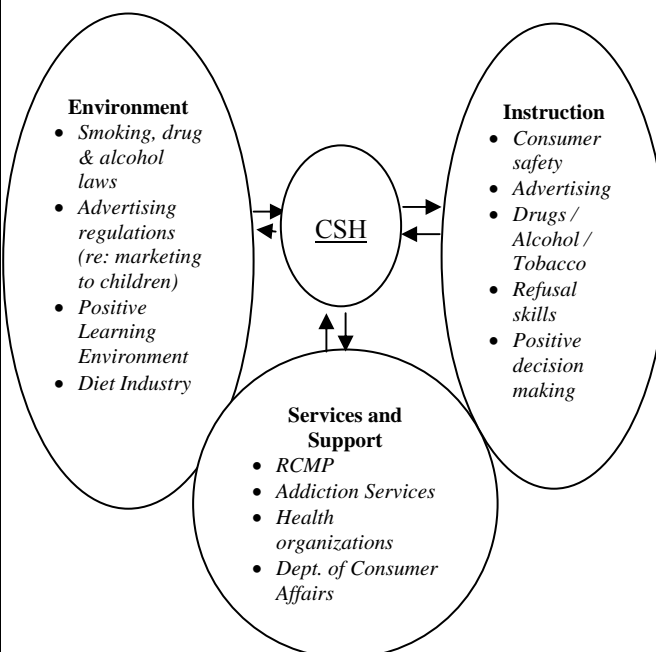 Environment
• Smoking, drug
& alcohol
laws
• Advertising
regulations
(re: marketing
to children)
• Positive
Learning
Environment
• Diet Industry
CSH
Instruction
• Consumer
safety
• Advertising
• Drugs /
Alcohol /
Tobacco
• Refusal
skills
• Positive
decision
making
Services and
Support
• RCMP
• Addiction Services
• Health
organizations
• Dept. of Consumer
Affairs